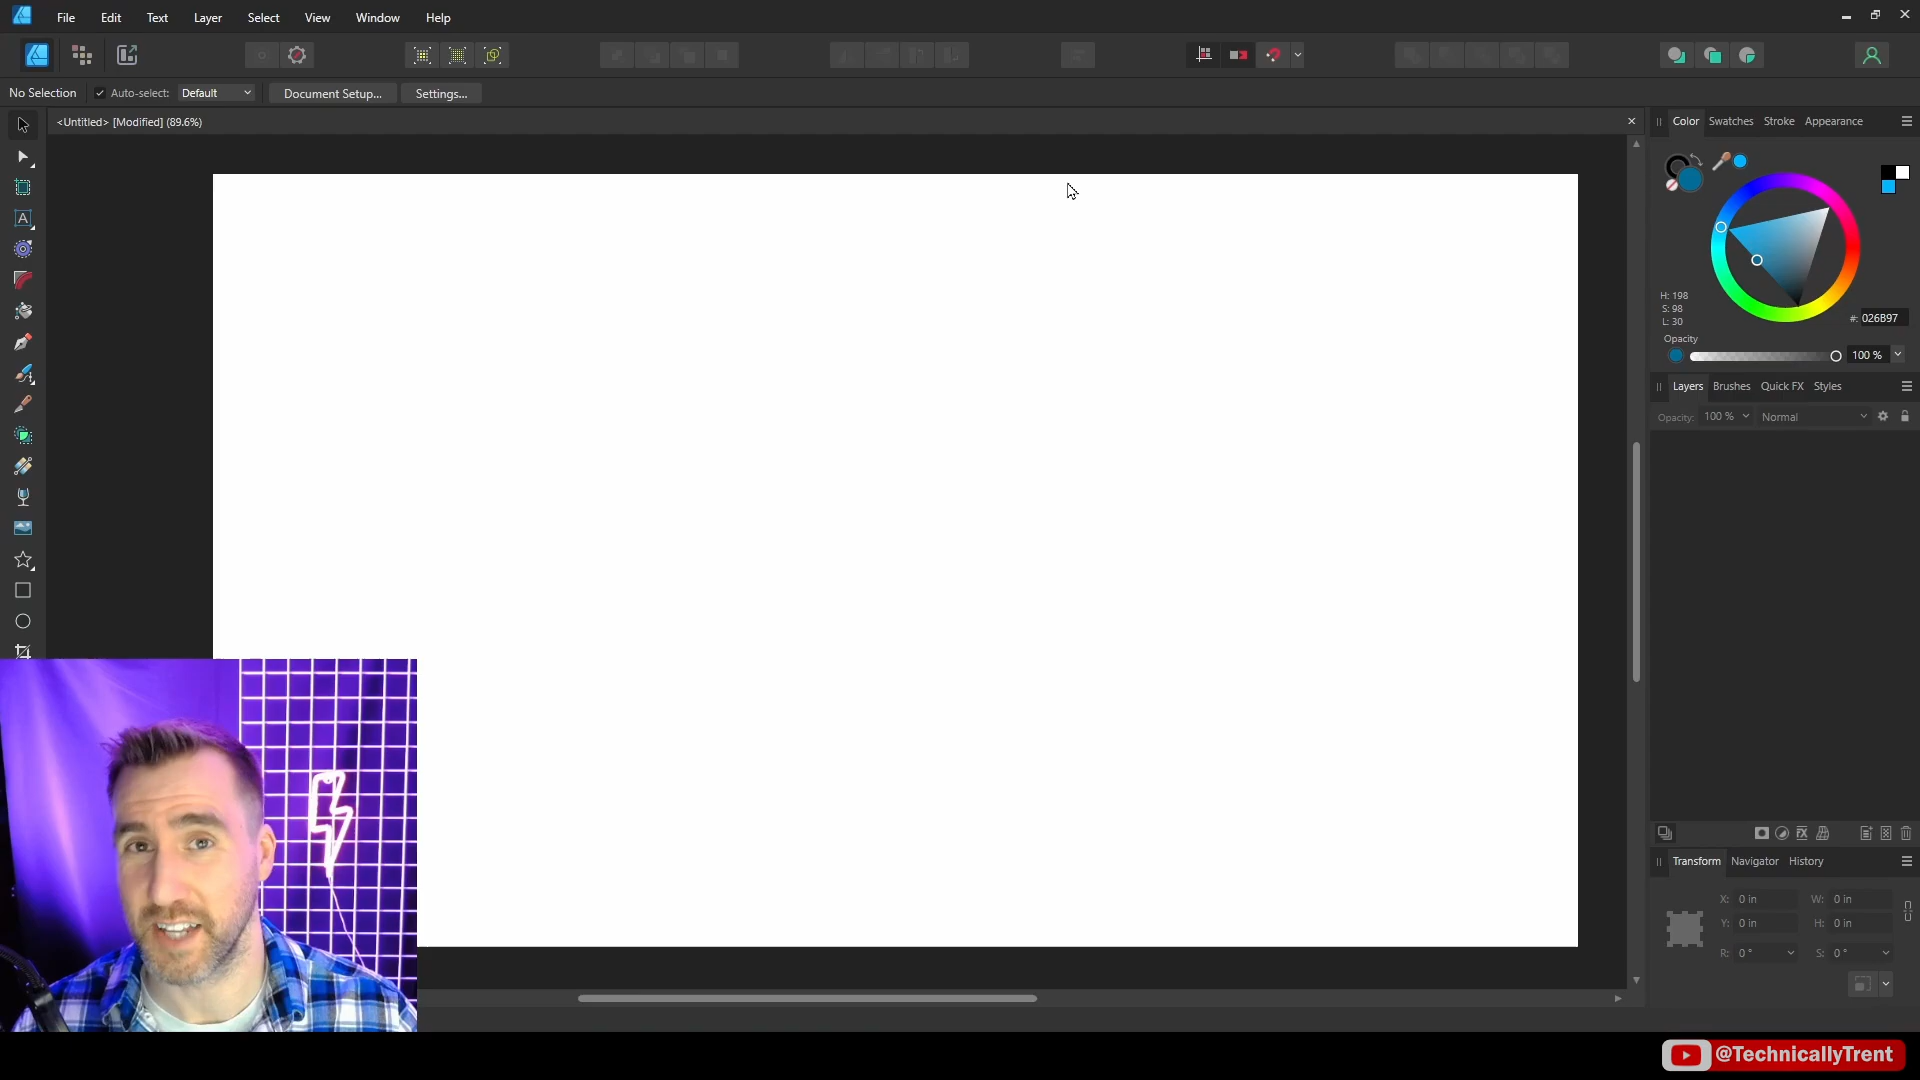 File Edit Text Layer Select View Window Help
No Selection Auto-select: Default Document Setup... Settings...
<Untitled> [Modified] (89.6%)
Color Swatches Stroke Appearance
H: 198
S: 98
L: 30
#: 026B97
Opacity
100 %
Layers Brushes Quick FX Styles
Opacity: 100 % Normal
Transform Navigator History
X: 0 in W: 0 in
Y: 0 in H: 0 in
R: 0 ° S: 0 °
@TechnicallyTrent